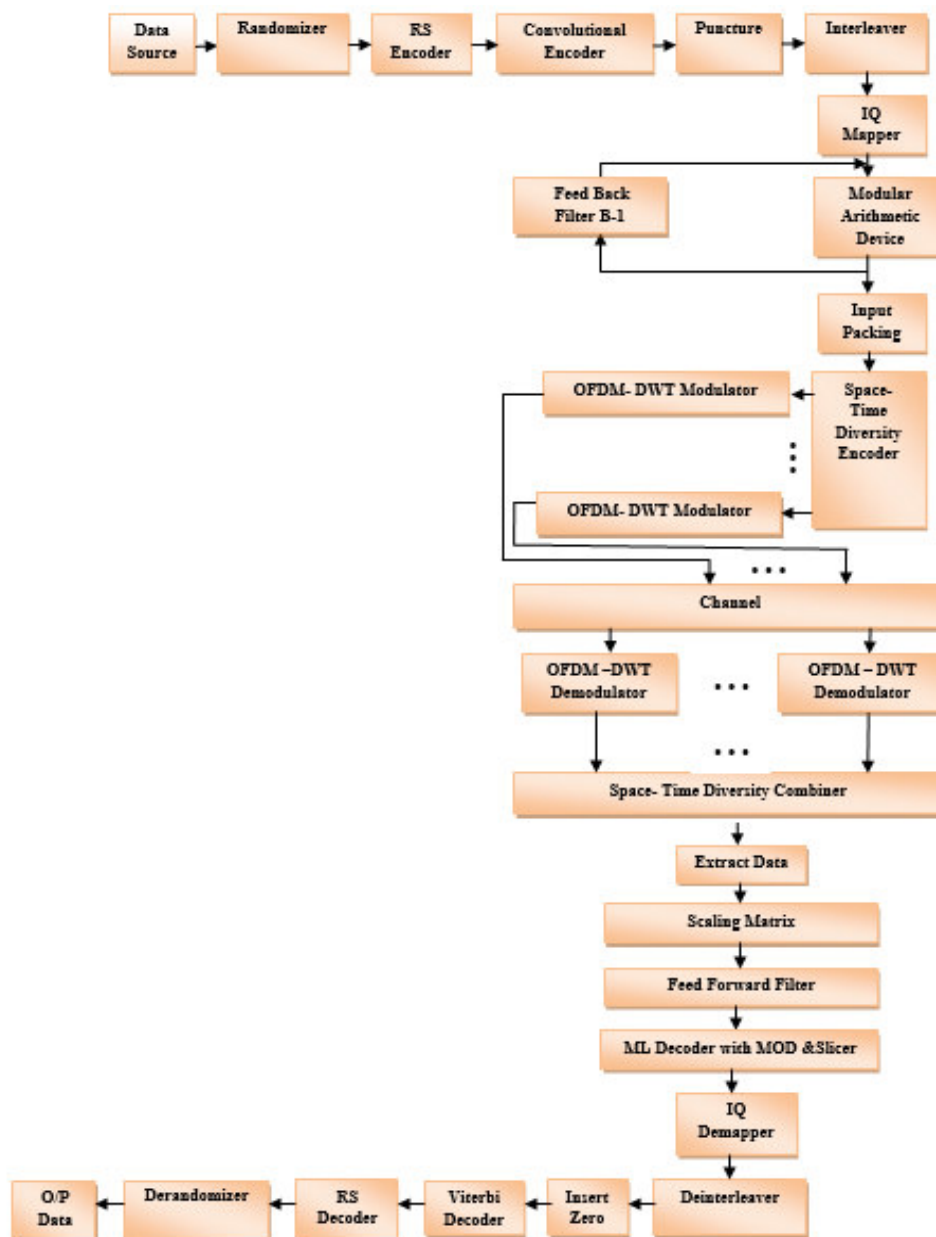 Data
Source
Randomizer
RS
Encoder
Convolutional
Encoder
Puncture
Interleaver
IQ
Mapper
Feed Back
Filter B-1
Modular
Arithmetic
Device
Input
Packing
OFDM- DWT Modulator
Space-
Time
Diversity
Encoder
OFDM- DWT Modulator
Channel
OFDM –DWT
Demodulator
OFDM – DWT
Demodulator
Space- Time Diversity Combiner
Extract Data
Scaling Matrix
Feed Forward Filter
ML Decoder with MOD &Slicer
IQ
Demapper
O/P
Data
Derandomizer
RS
Decoder
Viterbi
Decoder
Insert
Zero
Deinterleaver